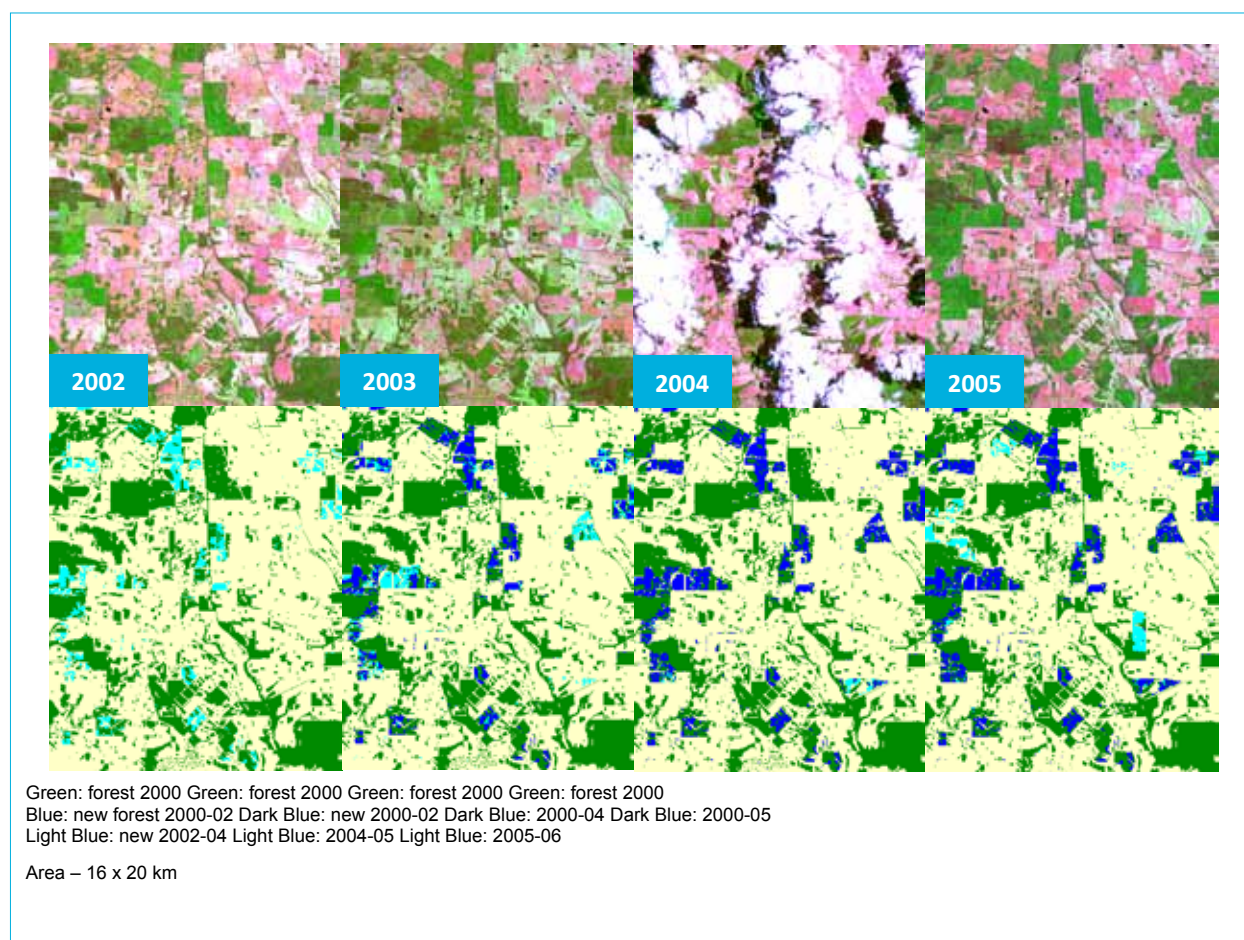 2002
2003
2004
2005
Green: forest 2000 Green: forest 2000 Green: forest 2000 Green: forest 2000
Blue: new forest 2000-02 Dark Blue: new 2000-02 Dark Blue: 2000-04 Dark Blue: 2000-05
Light Blue: new 2002-04 Light Blue: 2004-05 Light Blue: 2005-06
Area – 16 x 20 km